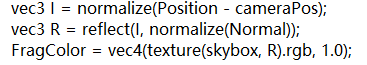 vec3 I = normalize(Position - cameraPos);
vec3 R = reflect(I, normalize(Normal));
FragColor = vec4(texture(skybox, R).rgb, 1.0);